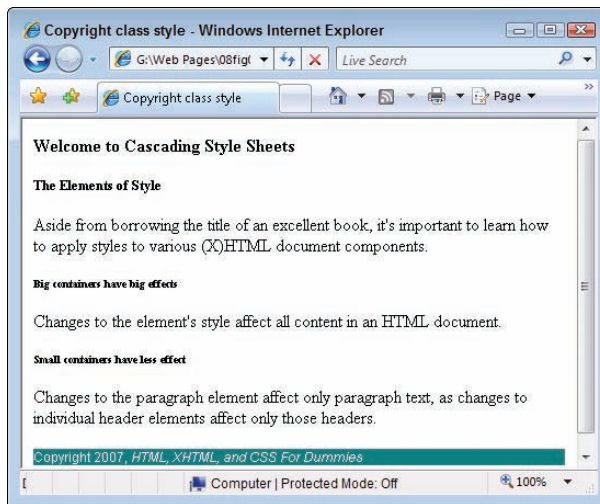 Copyright class style - Windows Internet Explorer
G:\Web Pages\08fig(
Live Search
Copyright class style
Page
Welcome to Cascading Style Sheets
The Elements of Style
Aside from borrowing the title of an excellent book, it's important to learn how
to apply styles to various (X)HTML document components.
Big containers have big effects
Changes to the element's style affect all content in an HTML document.
Small containers have less effect
Changes to the paragraph element affect only paragraph text, as changes to
individual header elements affect only those headers.
Copyright 2007, HTML, XHTML, and CSS For Dummies
Computer | Protected Mode: Off
100%